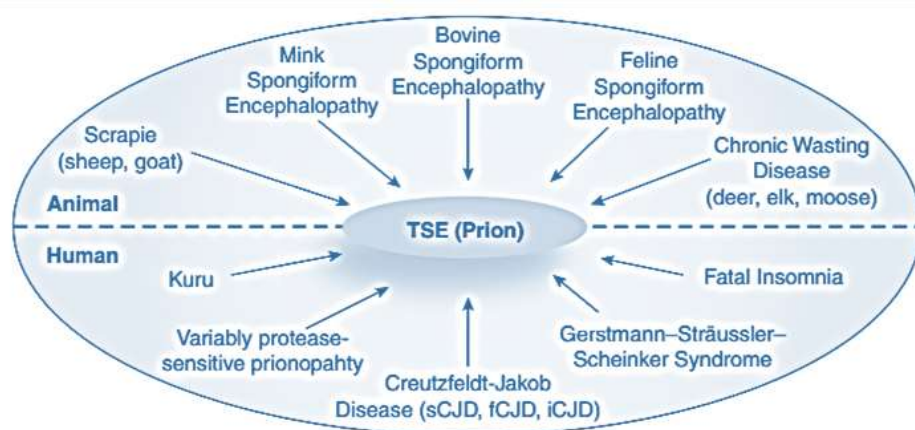 Mink
Spongiform
Encephalopathy
Bovine
Spongiform
Encephalopathy
Feline
Spongiform
Encephalopathy
Scrapie
(sheep, goat)
Chronic Wasting
Disease
(deer, elk, moose)
Animal
TSE (Prion)
Human
Kuru
Fatal Insomnia
Variably protease-
sensitive prionopahty
Gerstmann–Sträussler–
Scheinker Syndrome
Creutzfeldt-Jakob
Disease (sCJD, fCJD, iCJD)